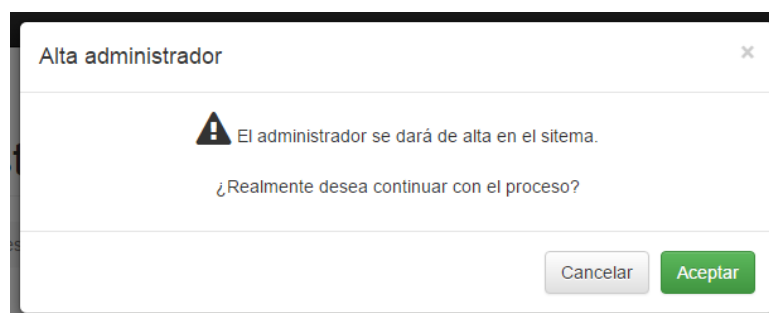 Alta administrador
×
El administrador se dará de alta en el sitema.
¿Realmente desea continuar con el proceso?
Cancelar Aceptar